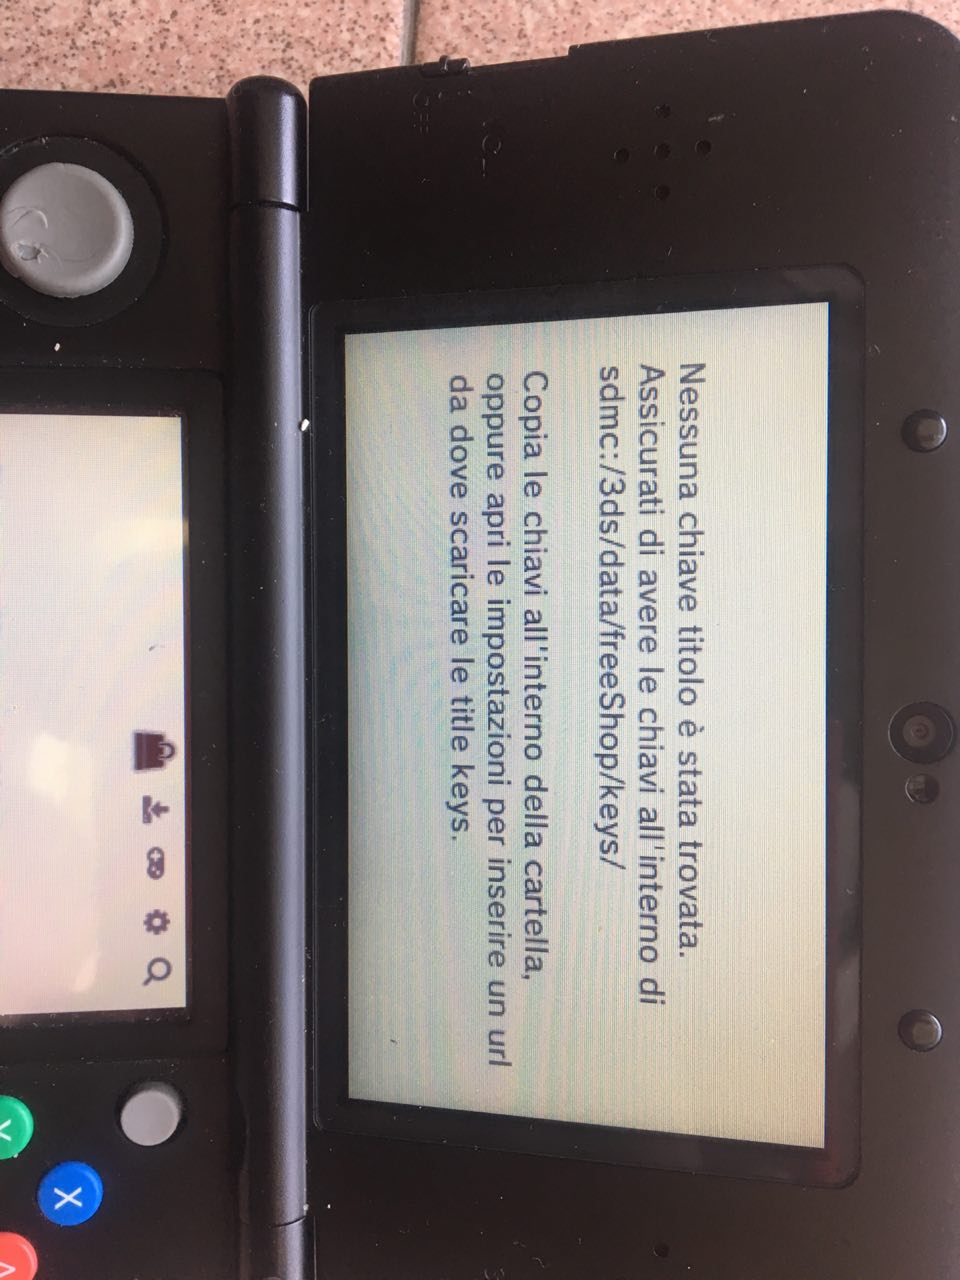 Nessuna chiave titolo è stata trovata.
Assicurati di avere le chiavi all'interno di
sdmc:/3ds/data/freeShop/keys/
Copia le chiavi all'interno della cartella,
oppure apri le impostazioni per inserire un url
da dove scaricare le title keys.
Y
X
A